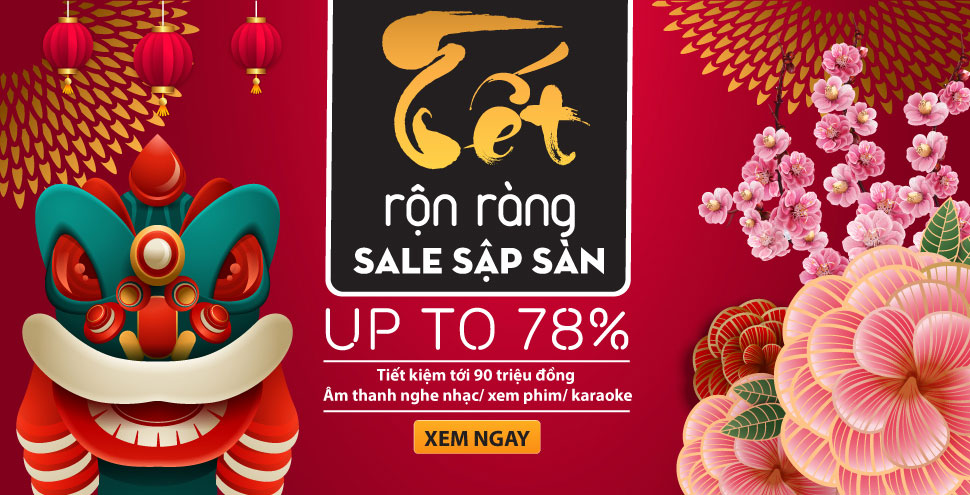 Tết
rộn ràng
SALE SẬP SÀN
UP TO 78%
Tiết kiệm tới 90 triệu đồng
Âm thanh nghe nhạc/ xem phim/ karaoke
XEM NGAY